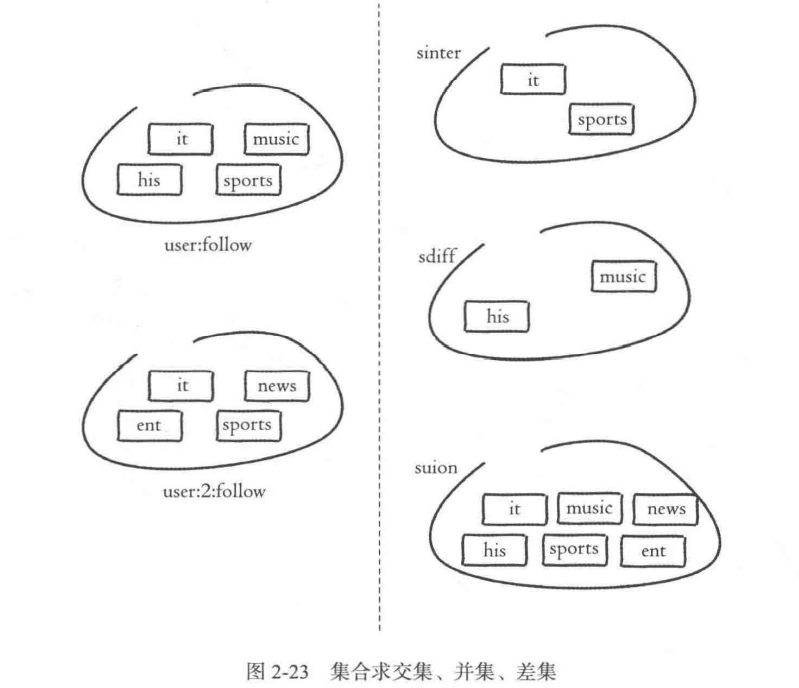 it music
his sports
user:follow
it news
ent sports
user:2:follow
sinter
it
sports
sdiff
music
his
suion
it music news
his sports ent
图 2-23 集合求交集、并集、差集